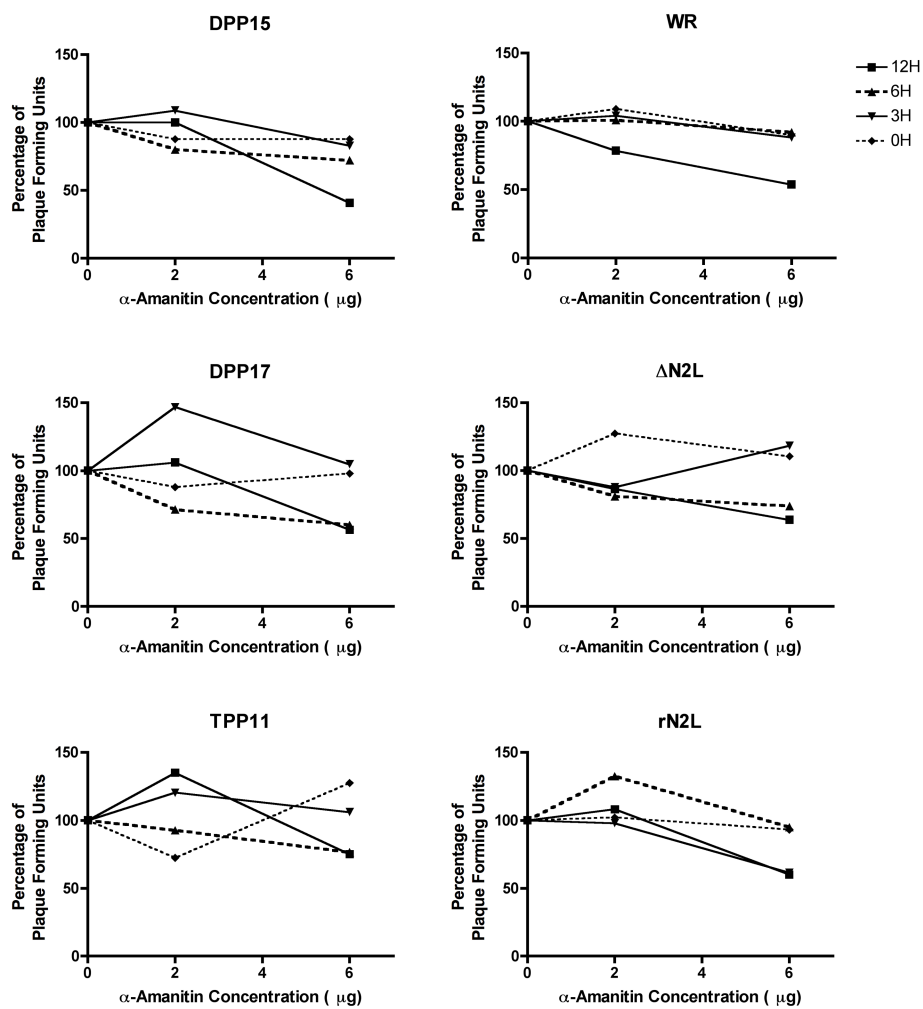 DPP15
150
100
50
0
0 2 4 6
Percentage of
Plaque Forming Units
α-Amanitin Concentration ( μg)
WR
150
100
50
0
0 2 4 6
Percentage of
Plaque Forming Units
α-Amanitin Concentration ( μg)
12H
6H
3H
0H
DPP17
150
100
50
0
0 2 4 6
Percentage of
Plaque Forming Units
α-Amanitin Concentration ( μg)
ΔN2L
150
100
50
0
0 2 4 6
Percentage of
Plaque Forming Units
α-Amanitin Concentration ( μg)
TPP11
150
100
50
0
0 2 4 6
Percentage of
Plaque Forming Units
α-Amanitin Concentration ( μg)
rN2L
150
100
50
0
0 2 4 6
Percentage of
Plaque Forming Units
α-Amanitin Concentration ( μg)